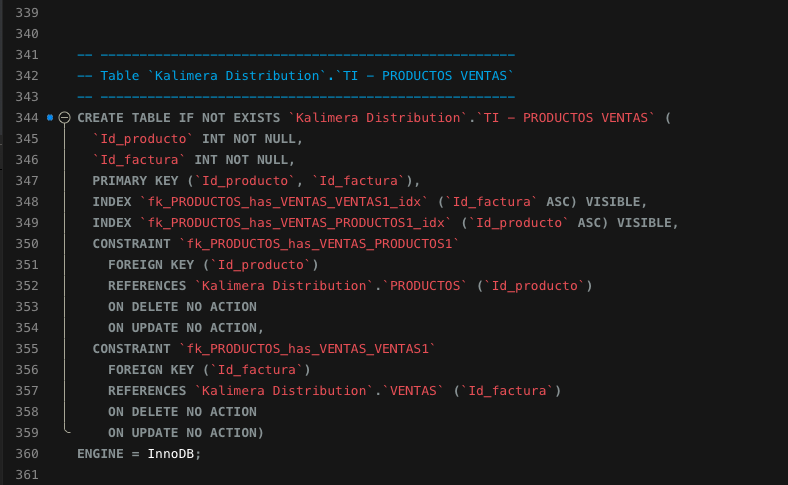 339
340
341 -- -----------------------------------------------------
342 -- Table `Kalimera Distribution`.`TI - PRODUCTOS VENTAS`
343 -- -----------------------------------------------------
344 CREATE TABLE IF NOT EXISTS `Kalimera Distribution`.`TI - PRODUCTOS VENTAS` (
345 `Id_producto` INT NOT NULL,
346 `Id_factura` INT NOT NULL,
347 PRIMARY KEY (`Id_producto`, `Id_factura`),
348 INDEX `fk_PRODUCTOS_has_VENTAS_VENTAS1_idx` (`Id_factura` ASC) VISIBLE,
349 INDEX `fk_PRODUCTOS_has_VENTAS_PRODUCTOS1_idx` (`Id_producto` ASC) VISIBLE,
350 CONSTRAINT `fk_PRODUCTOS_has_VENTAS_PRODUCTOS1`
351 FOREIGN KEY (`Id_producto`)
352 REFERENCES `Kalimera Distribution`.`PRODUCTOS` (`Id_producto`)
353 ON DELETE NO ACTION
354 ON UPDATE NO ACTION,
355 CONSTRAINT `fk_PRODUCTOS_has_VENTAS_VENTAS1`
356 FOREIGN KEY (`Id_factura`)
357 REFERENCES `Kalimera Distribution`.`VENTAS` (`Id_factura`)
358 ON DELETE NO ACTION
359 ON UPDATE NO ACTION)
360 ENGINE = InnoDB;
361